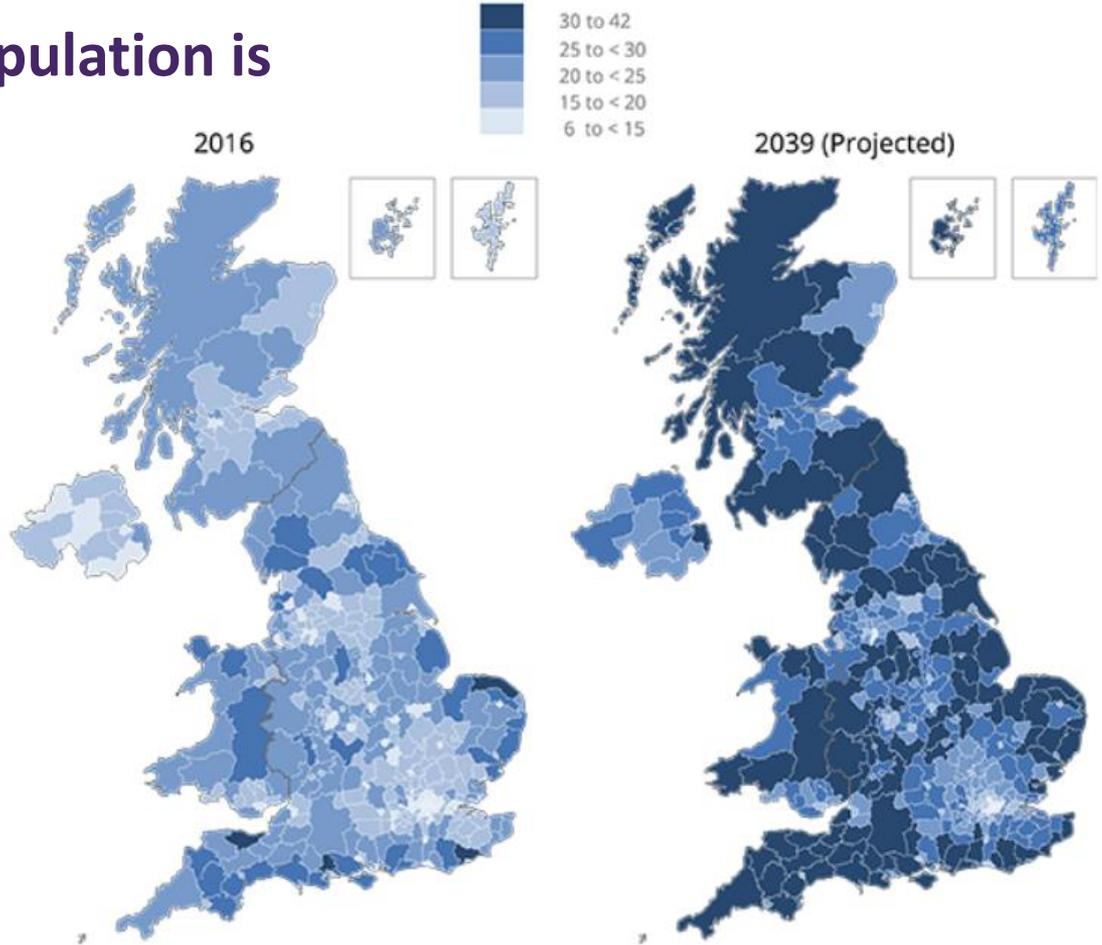 pulation is
30 to 42
25 to < 30
20 to < 25
15 to < 20
6 to < 15
2016
2039 (Projected)